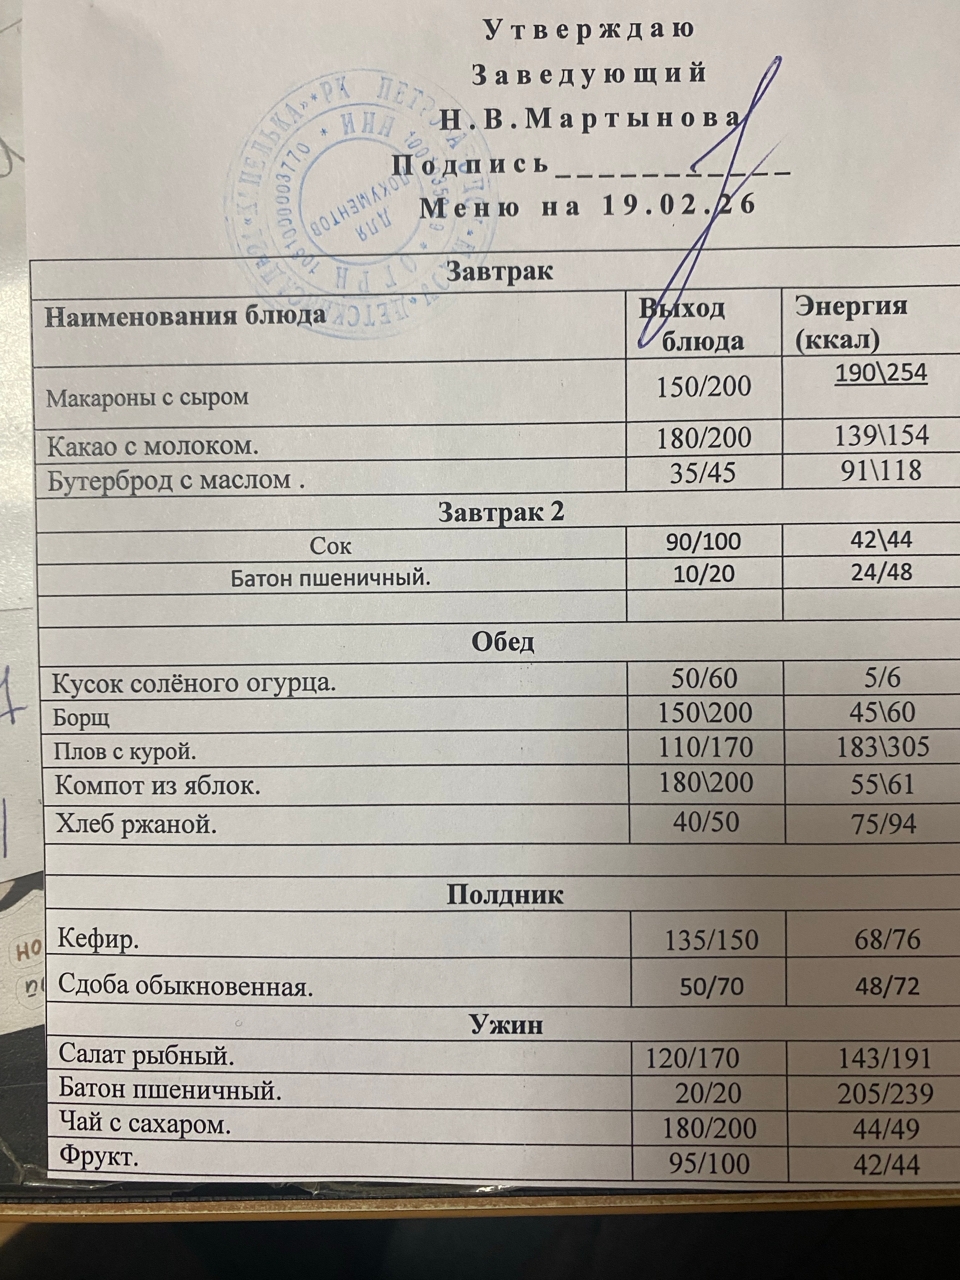 Утверждаю
Заведующий
Н.В.Мартынова
Подпись___________
Меню на 19.02.26
Завтрак
Наименования блюда Выход блюда Энергия (ккал)
Макароны с сыром 150/200 190\254
Какао с молоком. 180/200 139\154
Бутерброд с маслом . 35/45 91\118
Завтрак 2
Сок 90/100 42\44
Батон пшеничный. 10/20 24/48
Обед
Кусок солёного огурца. 50/60 5/6
Борщ 150\200 45\60
Плов с курой. 110/170 183\305
Компот из яблок. 180\200 55\61
Хлеб ржаной. 40/50 75/94
Полдник
Кефир. 135/150 68/76
Сдоба обыкновенная. 50/70 48/72
Ужин
Салат рыбный. 120/170 143/191
Батон пшеничный. 20/20 205/239
Чай с сахаром. 180/200 44/49
Фрукт. 95/100 42/44
ДЛЯ
ДОКУМЕНТОВ
ИНН
ОГРН
но